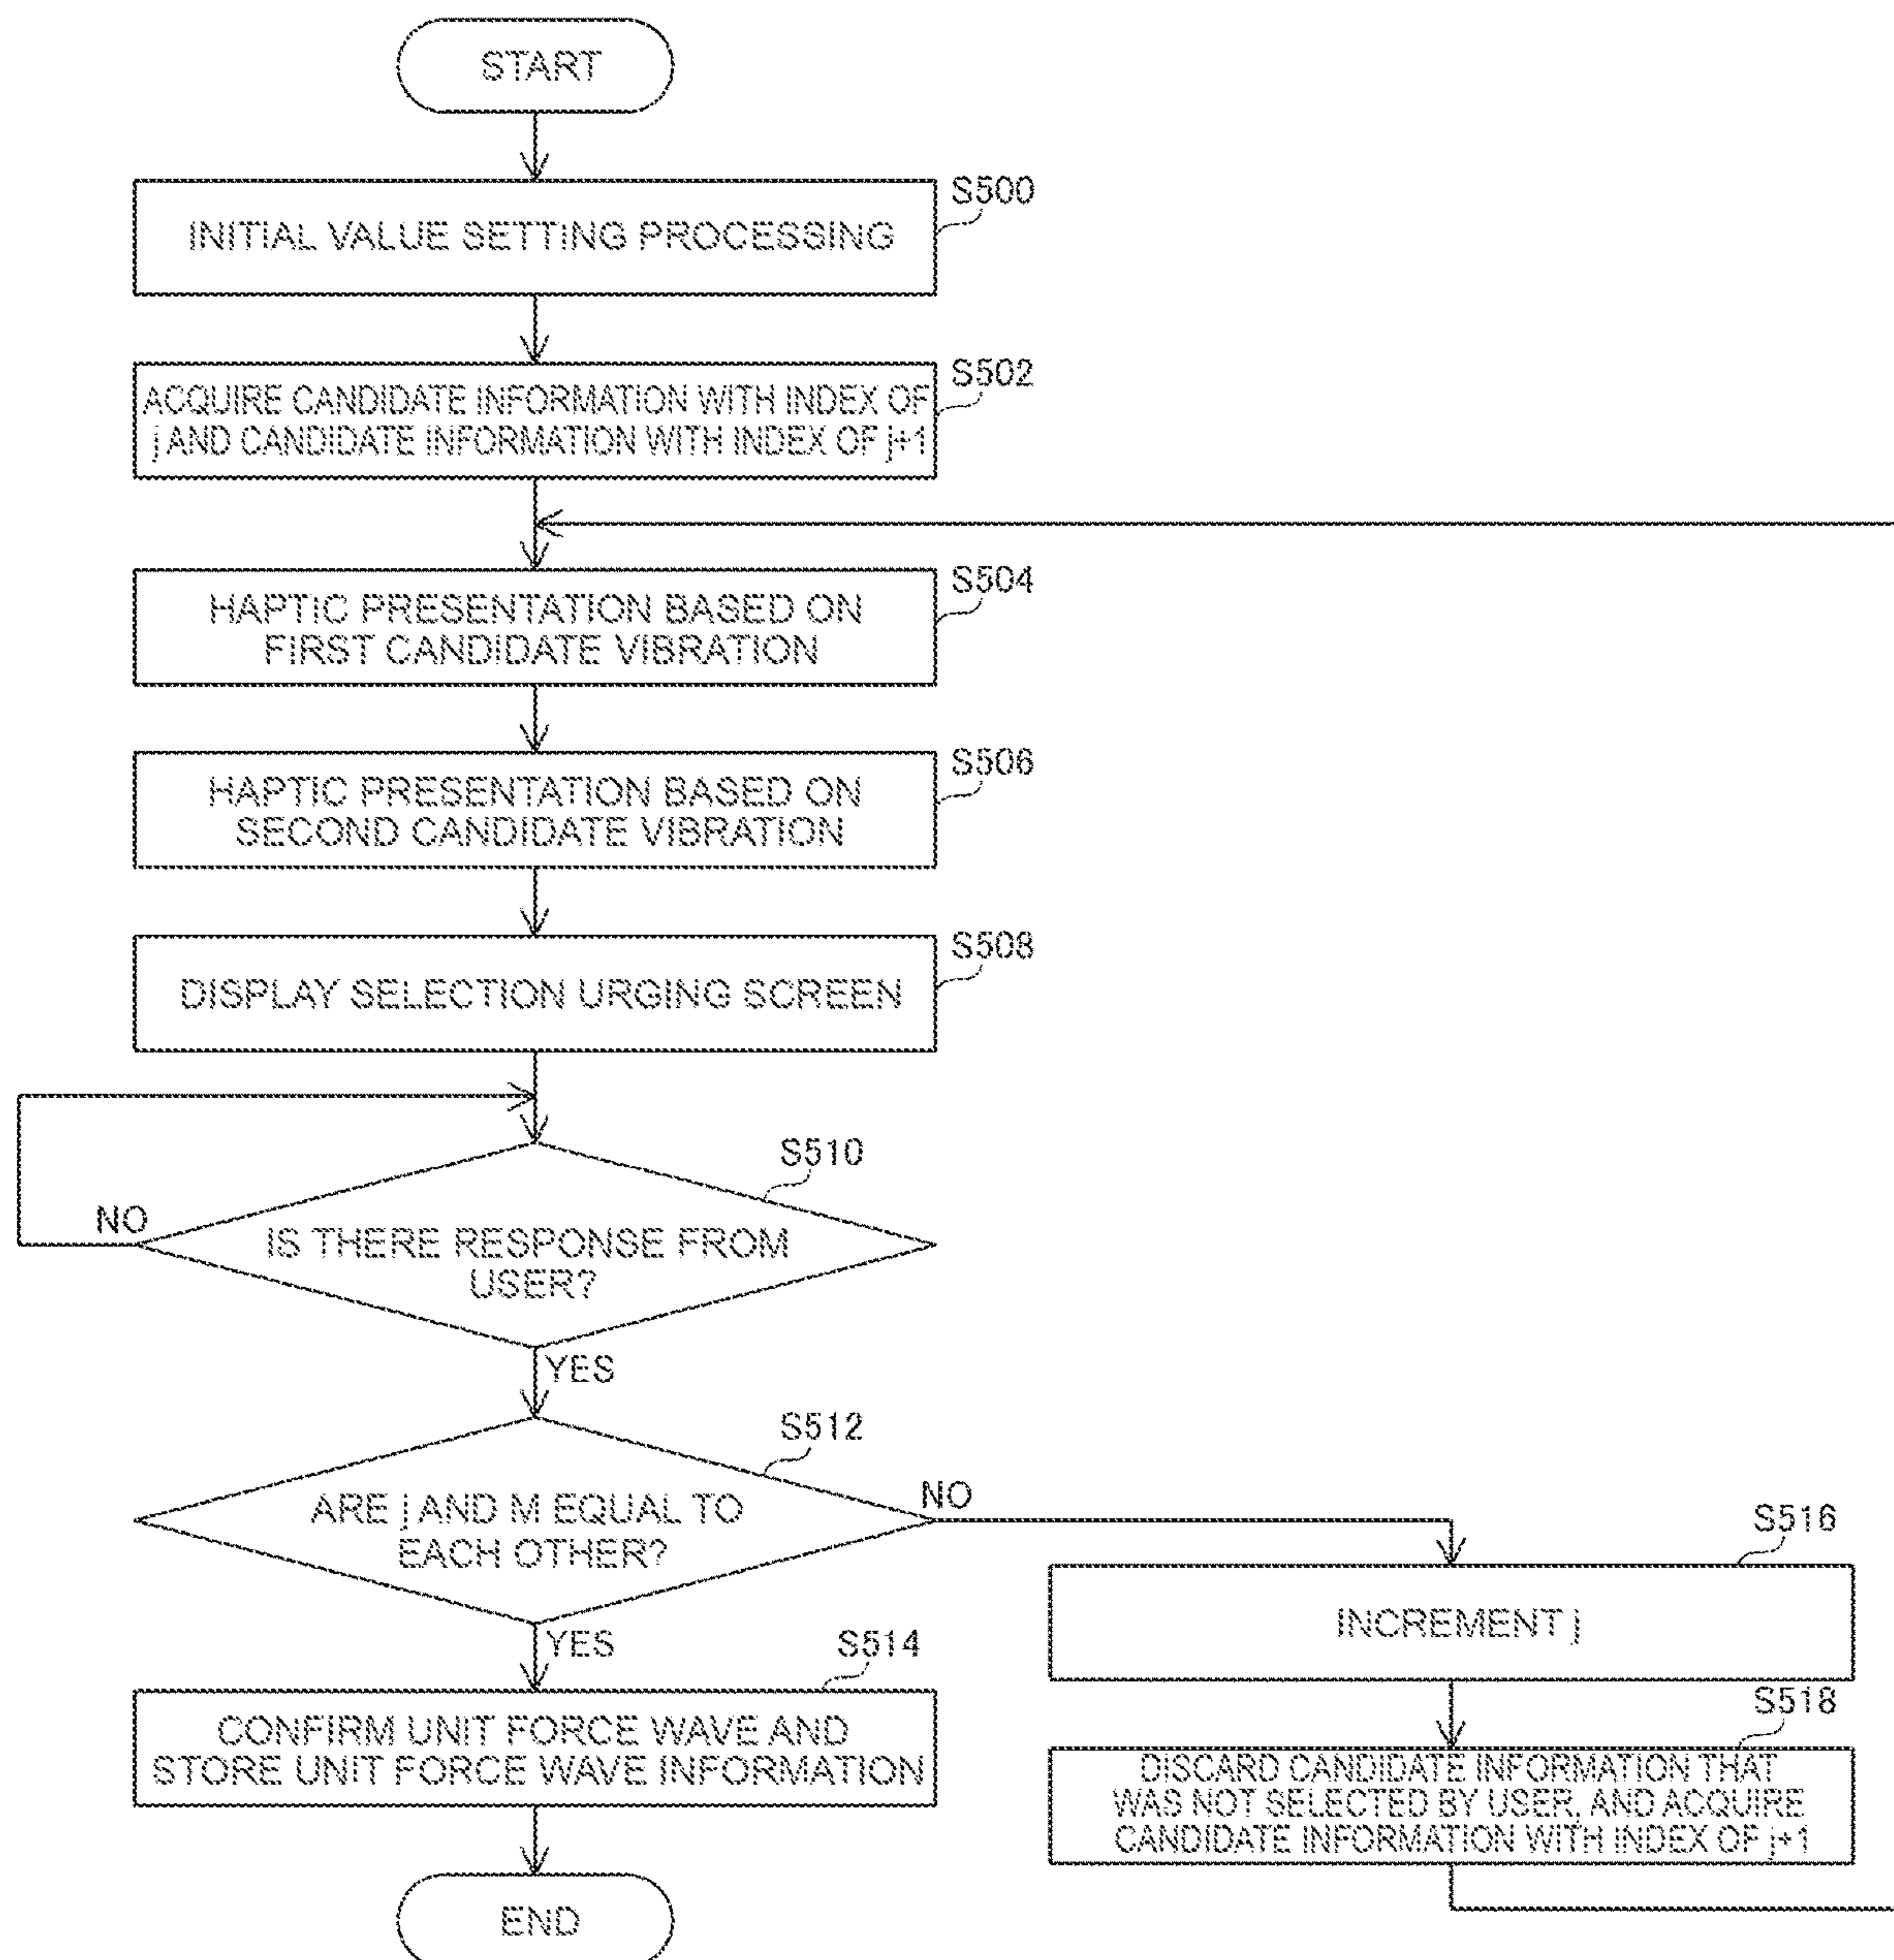 START
S500
INITIAL VALUE SETTING PROCESSING
S502
ACQUIRE CANDIDATE INFORMATION WITH INDEX OF
j AND CANDIDATE INFORMATION WITH INDEX OF j+1
S504
HAPTIC PRESENTATION BASED ON
FIRST CANDIDATE VIBRATION
S506
HAPTIC PRESENTATION BASED ON
SECOND CANDIDATE VIBRATION
S508
DISPLAY SELECTION URGING SCREEN
S510
NO
IS THERE RESPONSE FROM
USER?
YES
S512
NO
ARE j AND M EQUAL TO
EACH OTHER?
YES
S514
CONFIRM UNIT FORCE WAVE AND
STORE UNIT FORCE WAVE INFORMATION
END
S516
INCREMENT j
S518
DISCARD CANDIDATE INFORMATION THAT
WAS NOT SELECTED BY USER, AND ACQUIRE
CANDIDATE INFORMATION WITH INDEX OF j+1